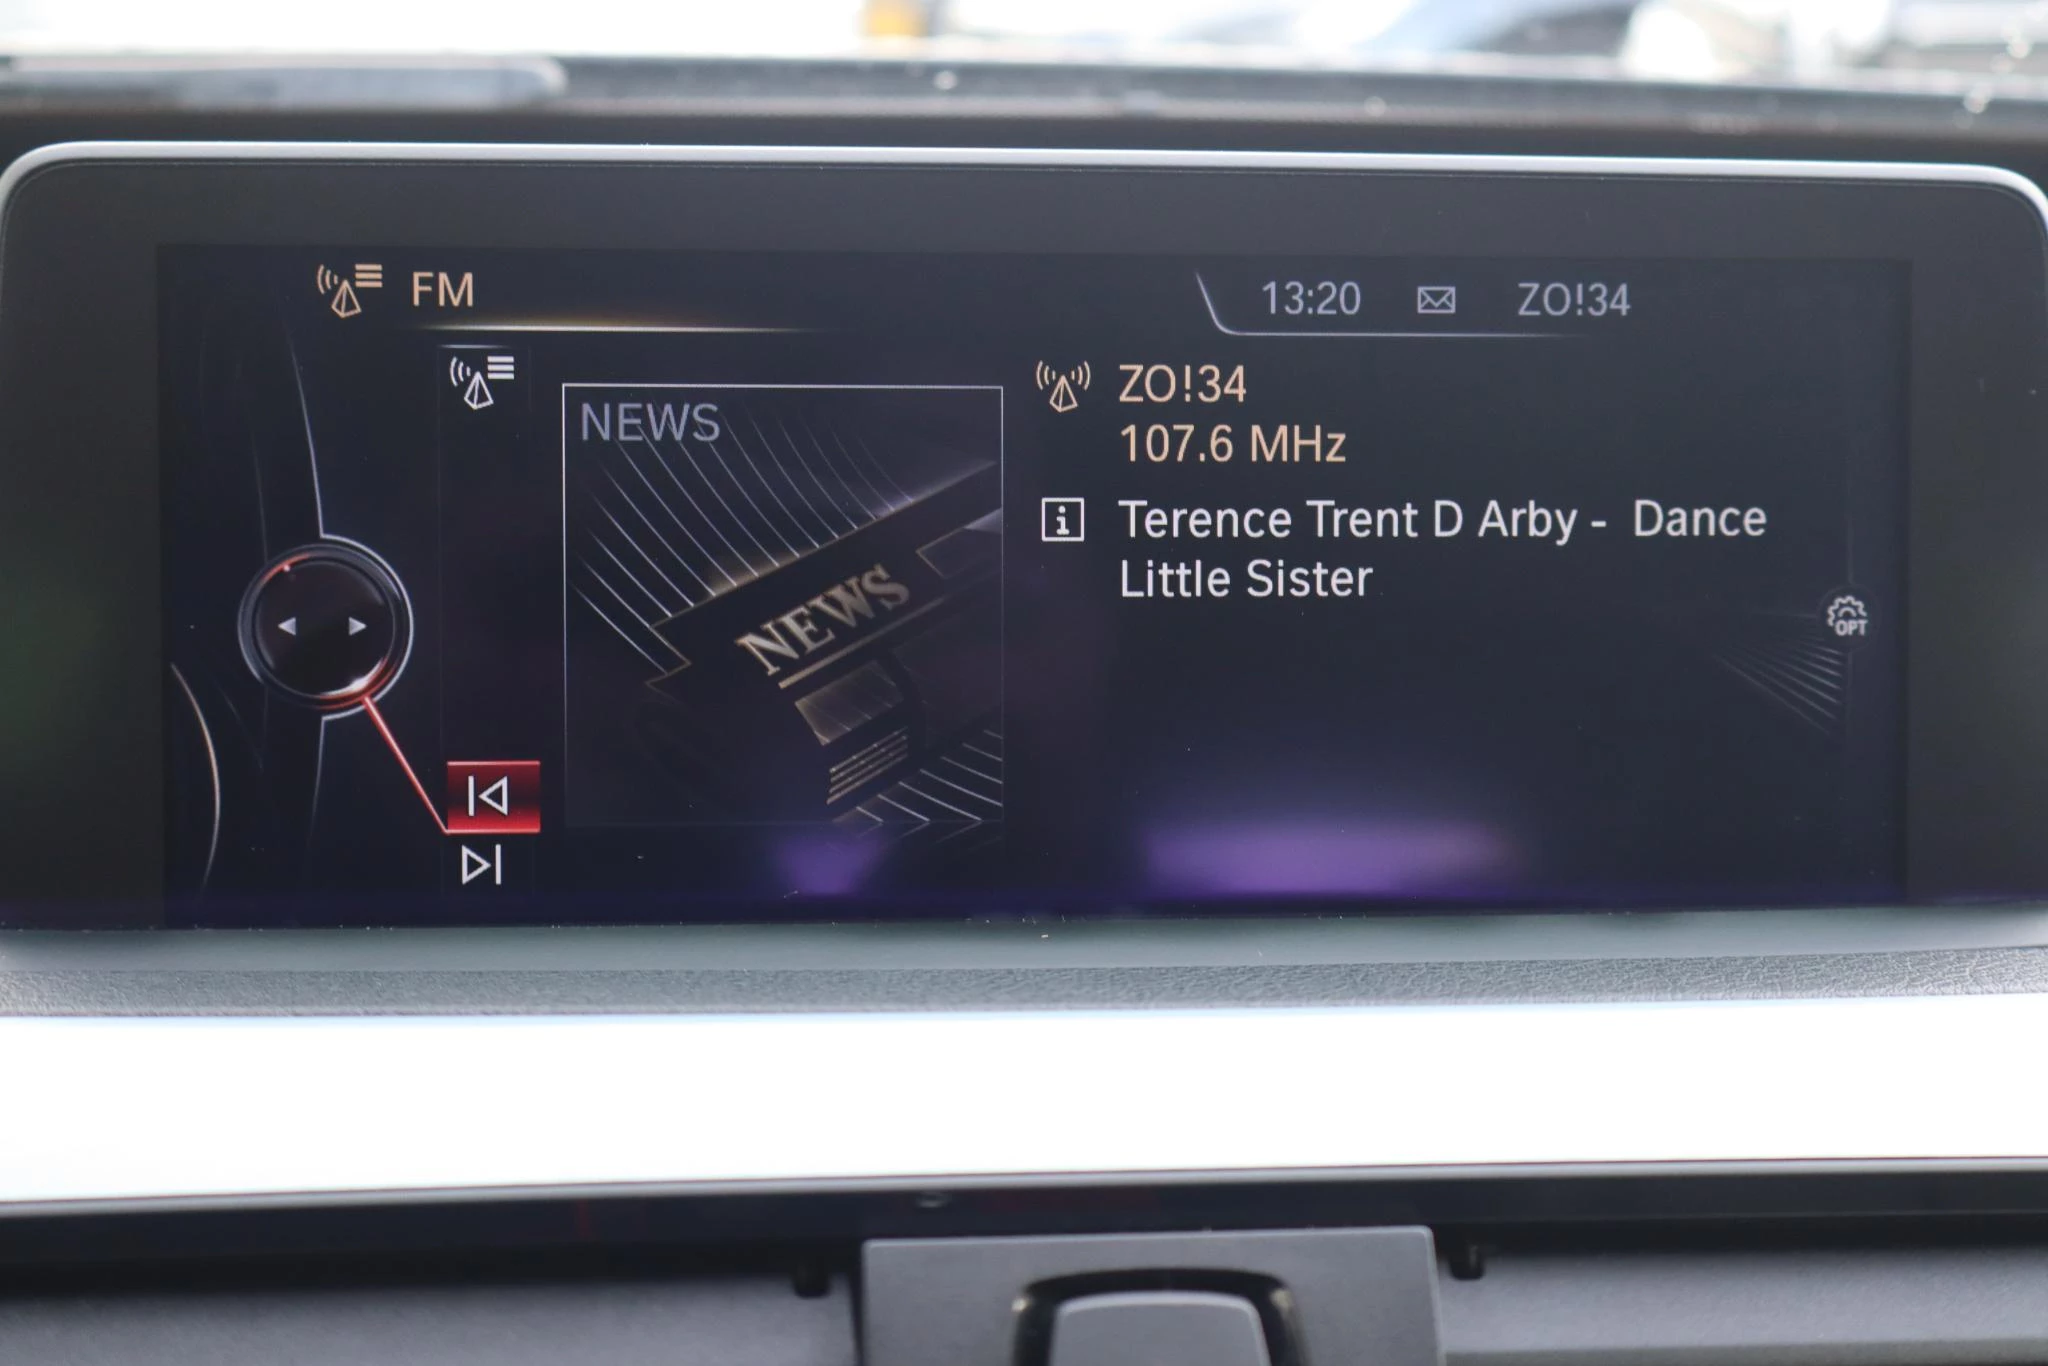 FM
13:20 ZO!34
NEWS
NEWS
ZO!34
107.6 MHz
i Terence Trent D Arby - Dance
Little Sister
OPT